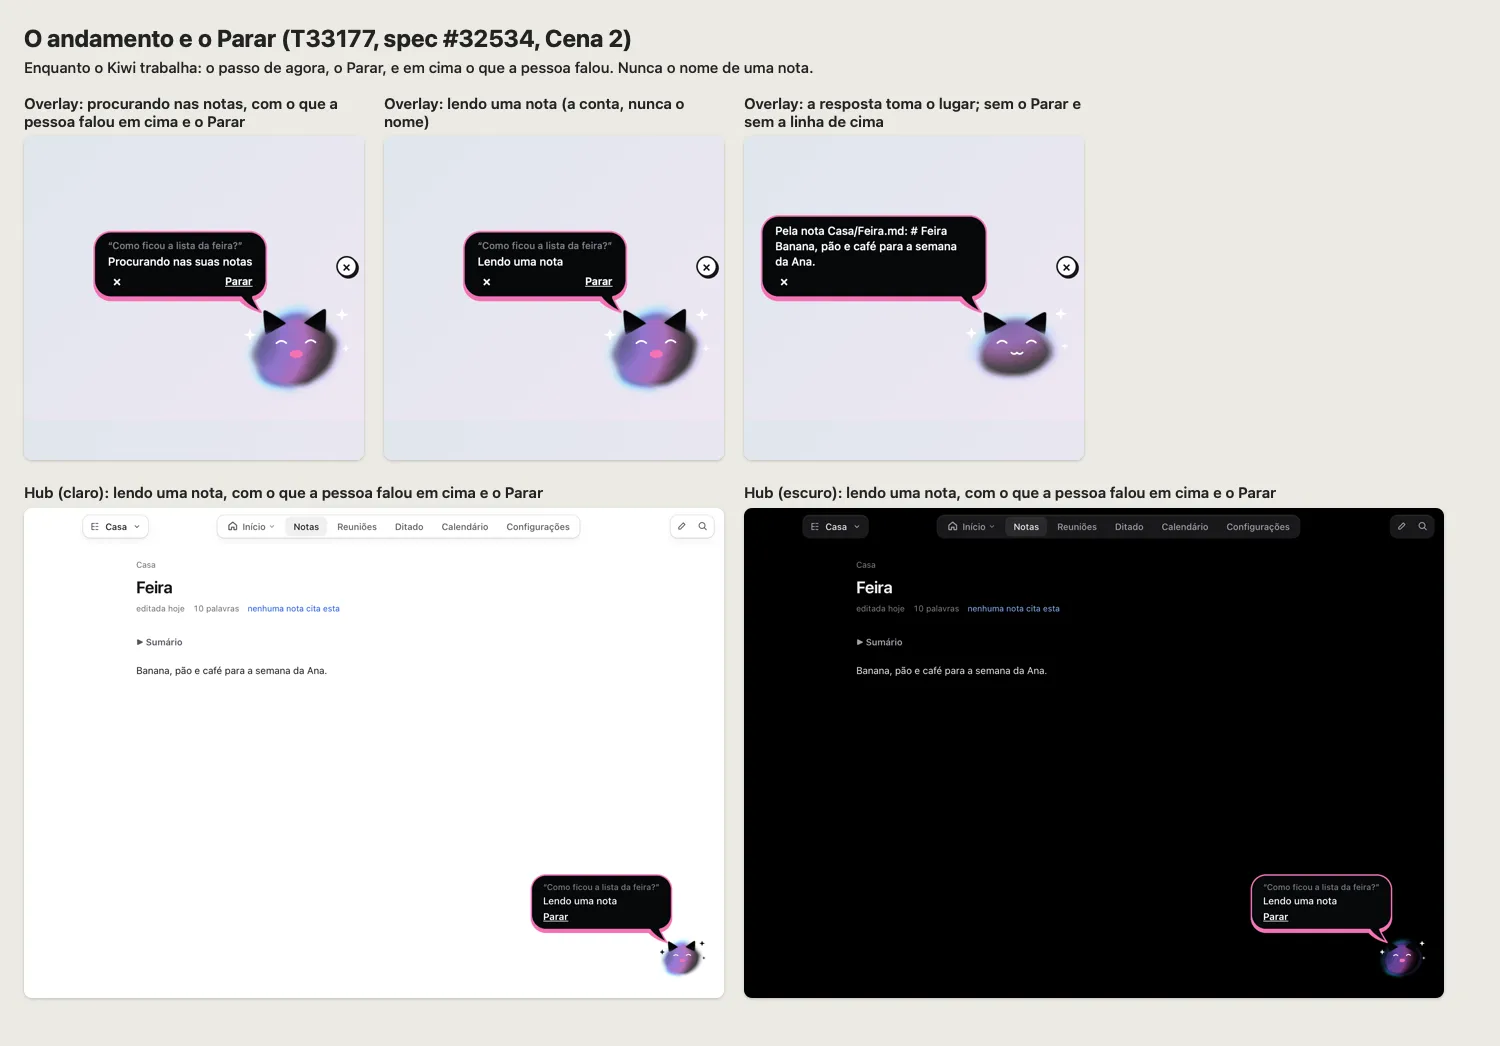 O andamento e o Parar (T33177, spec #32534, Cena 2)
Enquanto o Kiwi trabalha: o passo de agora, o Parar, e em cima o que a pessoa falou. Nunca o nome de uma nota.
Overlay: procurando nas notas, com o que a
pessoa falou em cima e o Parar
“Como ficou a lista da feira?”
Procurando nas suas notas
Parar
Overlay: lendo uma nota (a conta, nunca o
nome)
“Como ficou a lista da feira?”
Lendo uma nota
Parar
Overlay: a resposta toma o lugar; sem o Parar e
sem a linha de cima
Pela nota Casa/Feira.md: # Feira
Banana, pão e café para a semana
da Ana.
Hub (claro): lendo uma nota, com o que a pessoa falou em cima e o Parar
Casa
Início
Notas
Reuniões
Ditado
Calendário
Configurações
Casa
Feira
editada hoje 10 palavras nenhuma nota cita esta
Sumário
Banana, pão e café para a semana da Ana.
“Como ficou a lista da feira?”
Lendo uma nota
Parar
Hub (escuro): lendo uma nota, com o que a pessoa falou em cima e o Parar
Casa
Início
Notas
Reuniões
Ditado
Calendário
Configurações
Casa
Feira
editada hoje 10 palavras nenhuma nota cita esta
Sumário
Banana, pão e café para a semana da Ana.
“Como ficou a lista da feira?”
Lendo uma nota
Parar